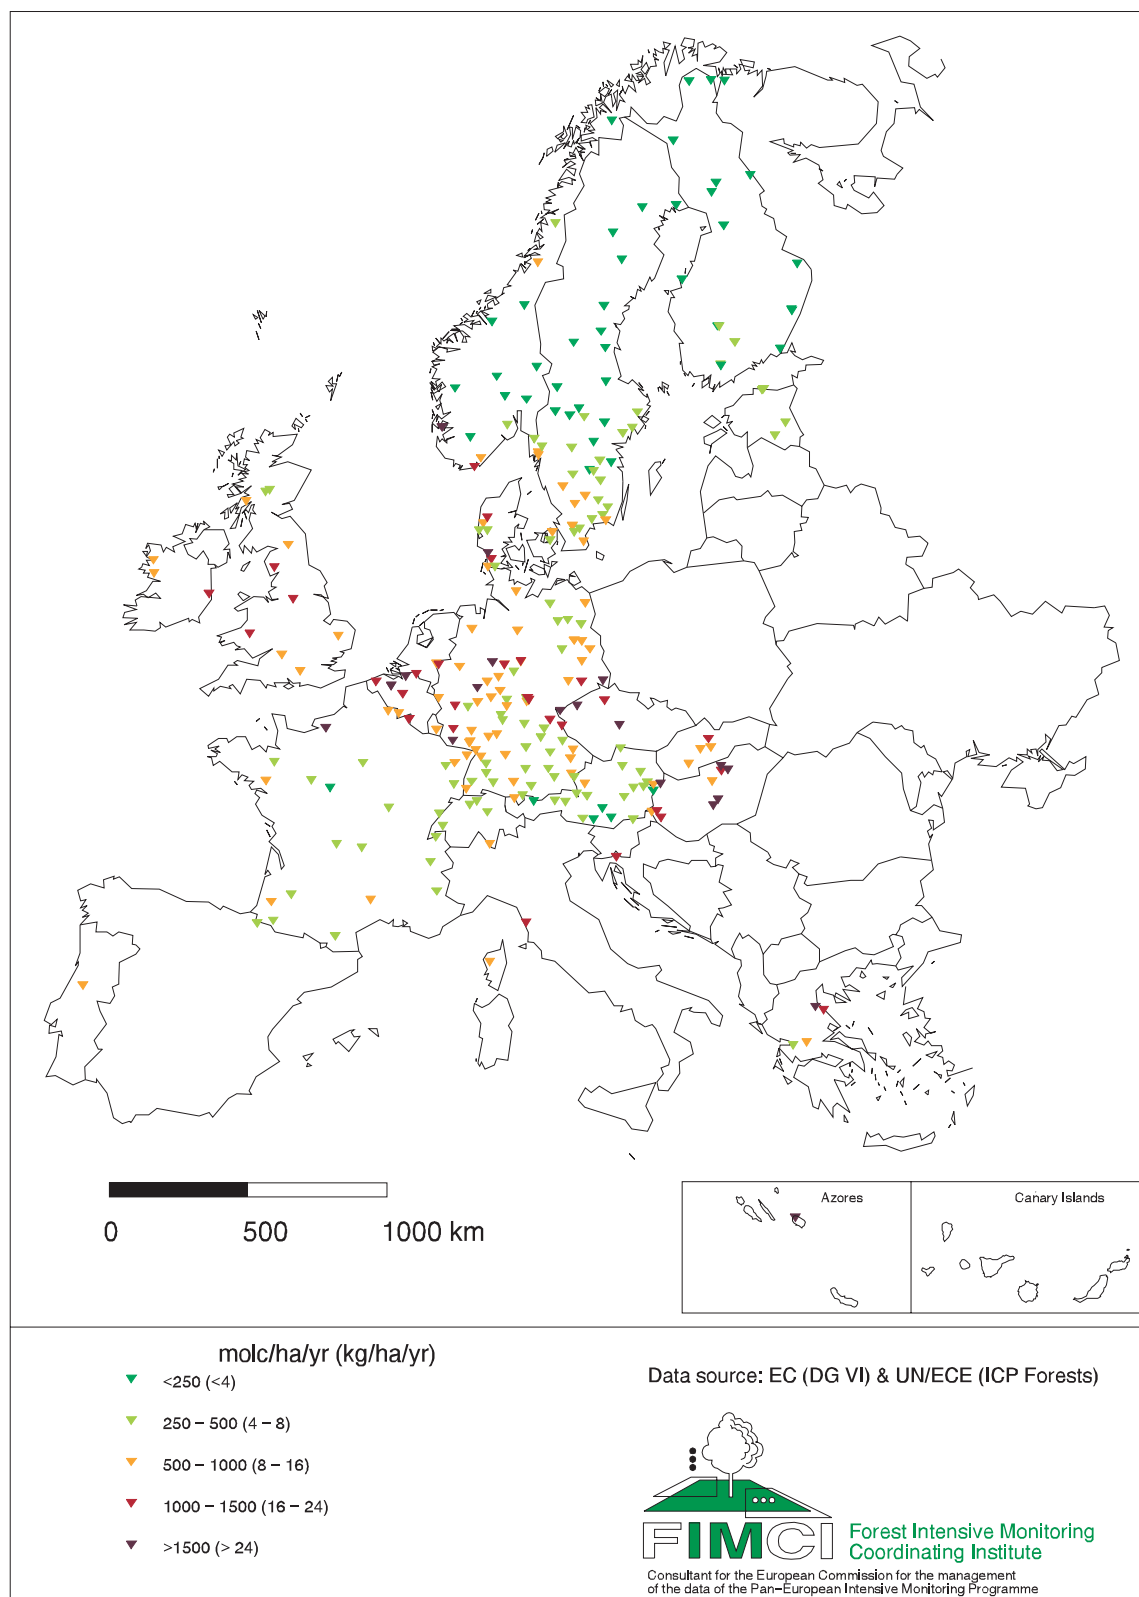 0 500 1000 km
Azores
Canary Islands
molc/ha/yr (kg/ha/yr)
<250 (<4)
250 – 500 (4 – 8)
500 – 1000 (8 – 16)
1000 – 1500 (16 – 24)
>1500 (> 24)
Data source: EC (DG VI) & UN/ECE (ICP Forests)
FIMCI
Forest Intensive Monitoring
Coordinating Institute
Consultant for the European Commission for the management
of the data of the Pan–European Intensive Monitoring Programme